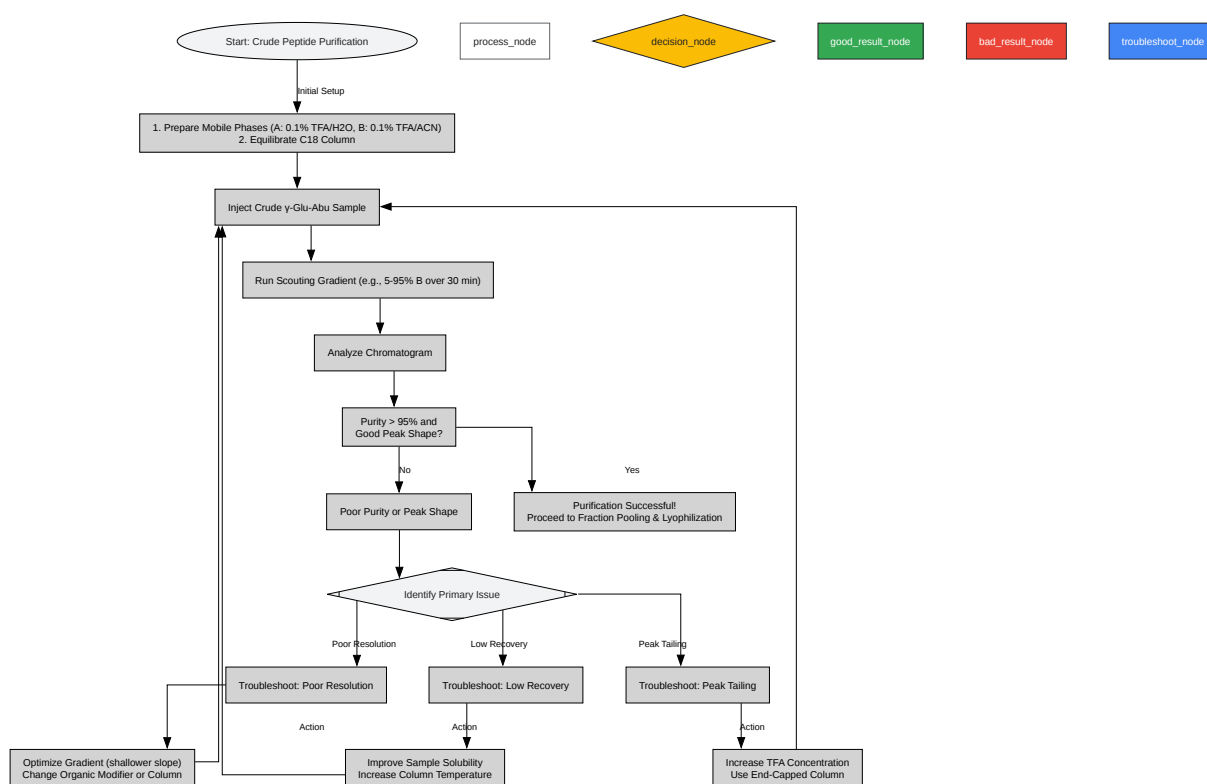 Start: Crude Peptide Purification
process_node
decision_node
good_result_node
bad_result_node
troubleshoot_node
Initial Setup
1. Prepare Mobile Phases (A: 0.1% TFA/H2O, B: 0.1% TFA/ACN)
2. Equilibrate C18 Column
Inject Crude γ-Glu-Abu Sample
Run Scouting Gradient (e.g., 5-95% B over 30 min)
Analyze Chromatogram
Purity > 95% and
Good Peak Shape?
No
Yes
Poor Purity or Peak Shape
Purification Successful!
Proceed to Fraction Pooling & Lyophilization
Identify Primary Issue
Poor Resolution
Low Recovery
Peak Tailing
Troubleshoot: Poor Resolution
Troubleshoot: Low Recovery
Troubleshoot: Peak Tailing
Action
Action
Action
Optimize Gradient (shallower slope)
Change Organic Modifier or Column
Improve Sample Solubility
Increase Column Temperature
Increase TFA Concentration
Use End-Capped Column